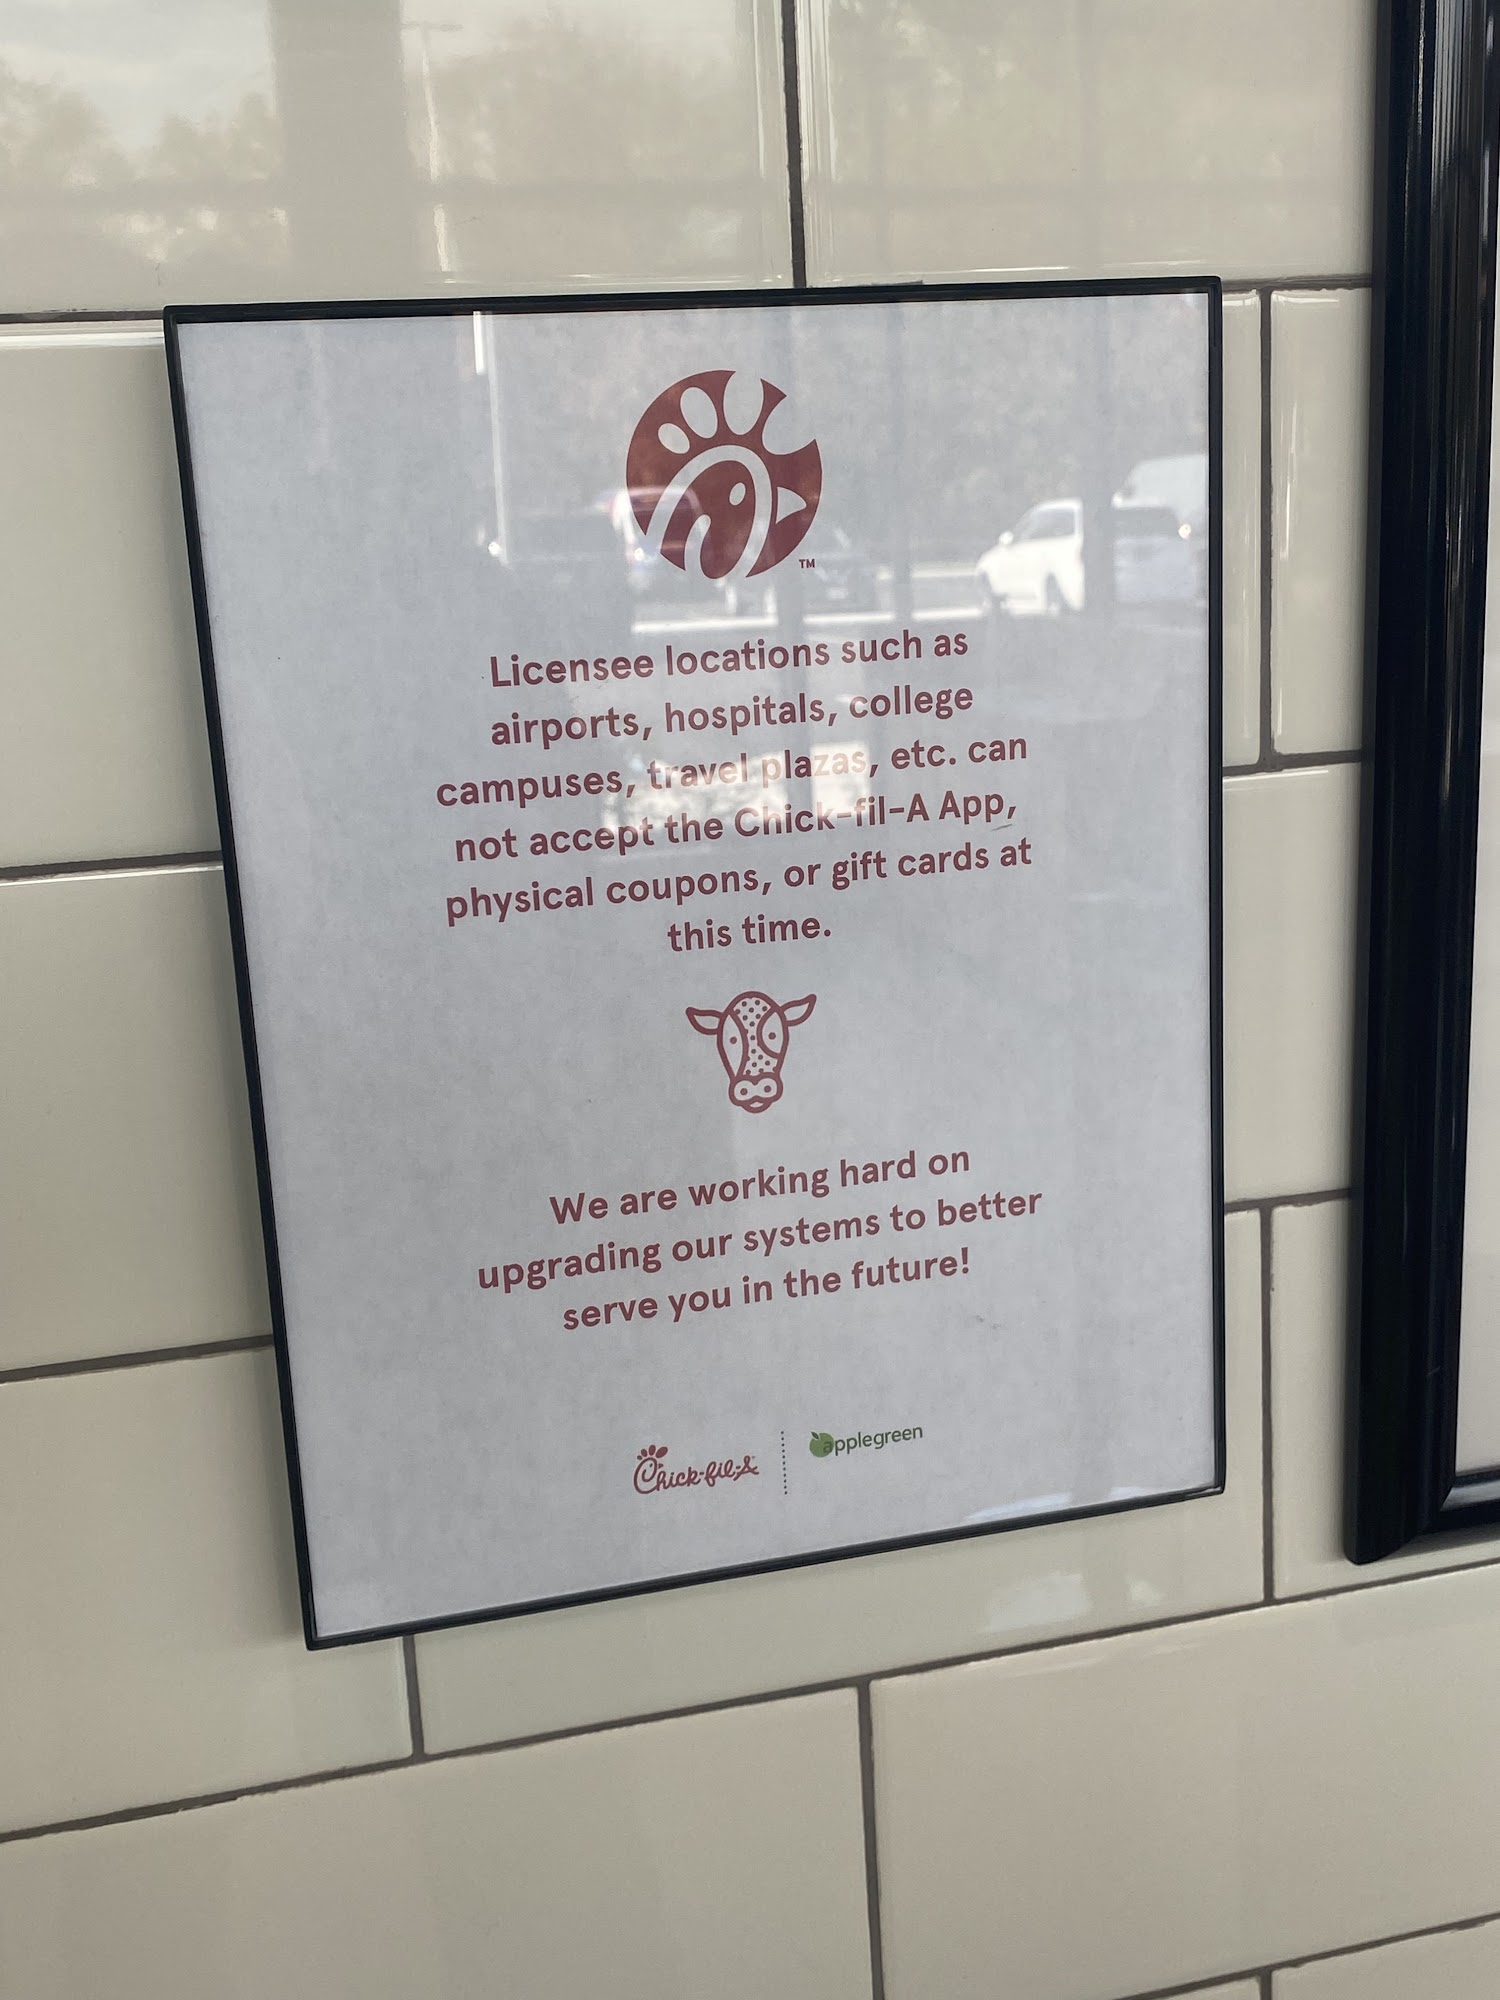 TM
Licensee locations such as
airports, hospitals, college
campuses, travel plazas, etc. can
not accept the Chick-fil-A App,
physical coupons, or gift cards at
this time.
We are working hard on
upgrading our systems to better
serve you in the future!
Chick-fil-A
applegreen